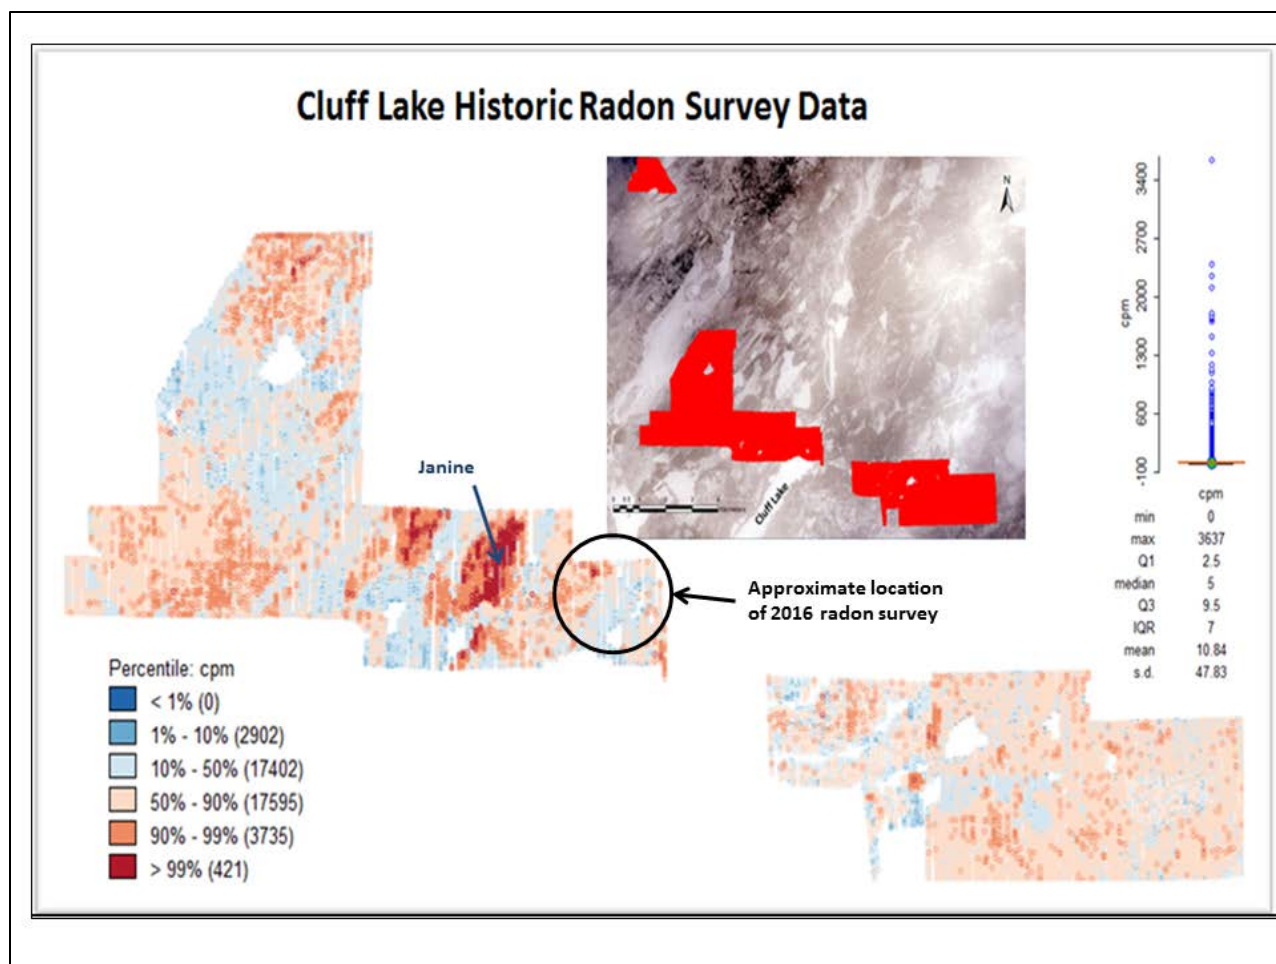 Cluff Lake Historic Radon Survey Data
N
Cluff Lake
Janine
Approximate location
of 2016 radon survey
Percentile: cpm
< 1% (0)
1% - 10% (2902)
10% - 50% (17402)
50% - 90% (17595)
90% - 99% (3735)
> 99% (421)
3400
2700
2000
1300
600
-100
cpm
cpm
min 0
max 3637
Q1 2.5
median 5
Q3 9.5
IQR 7
mean 10.84
s.d. 47.83